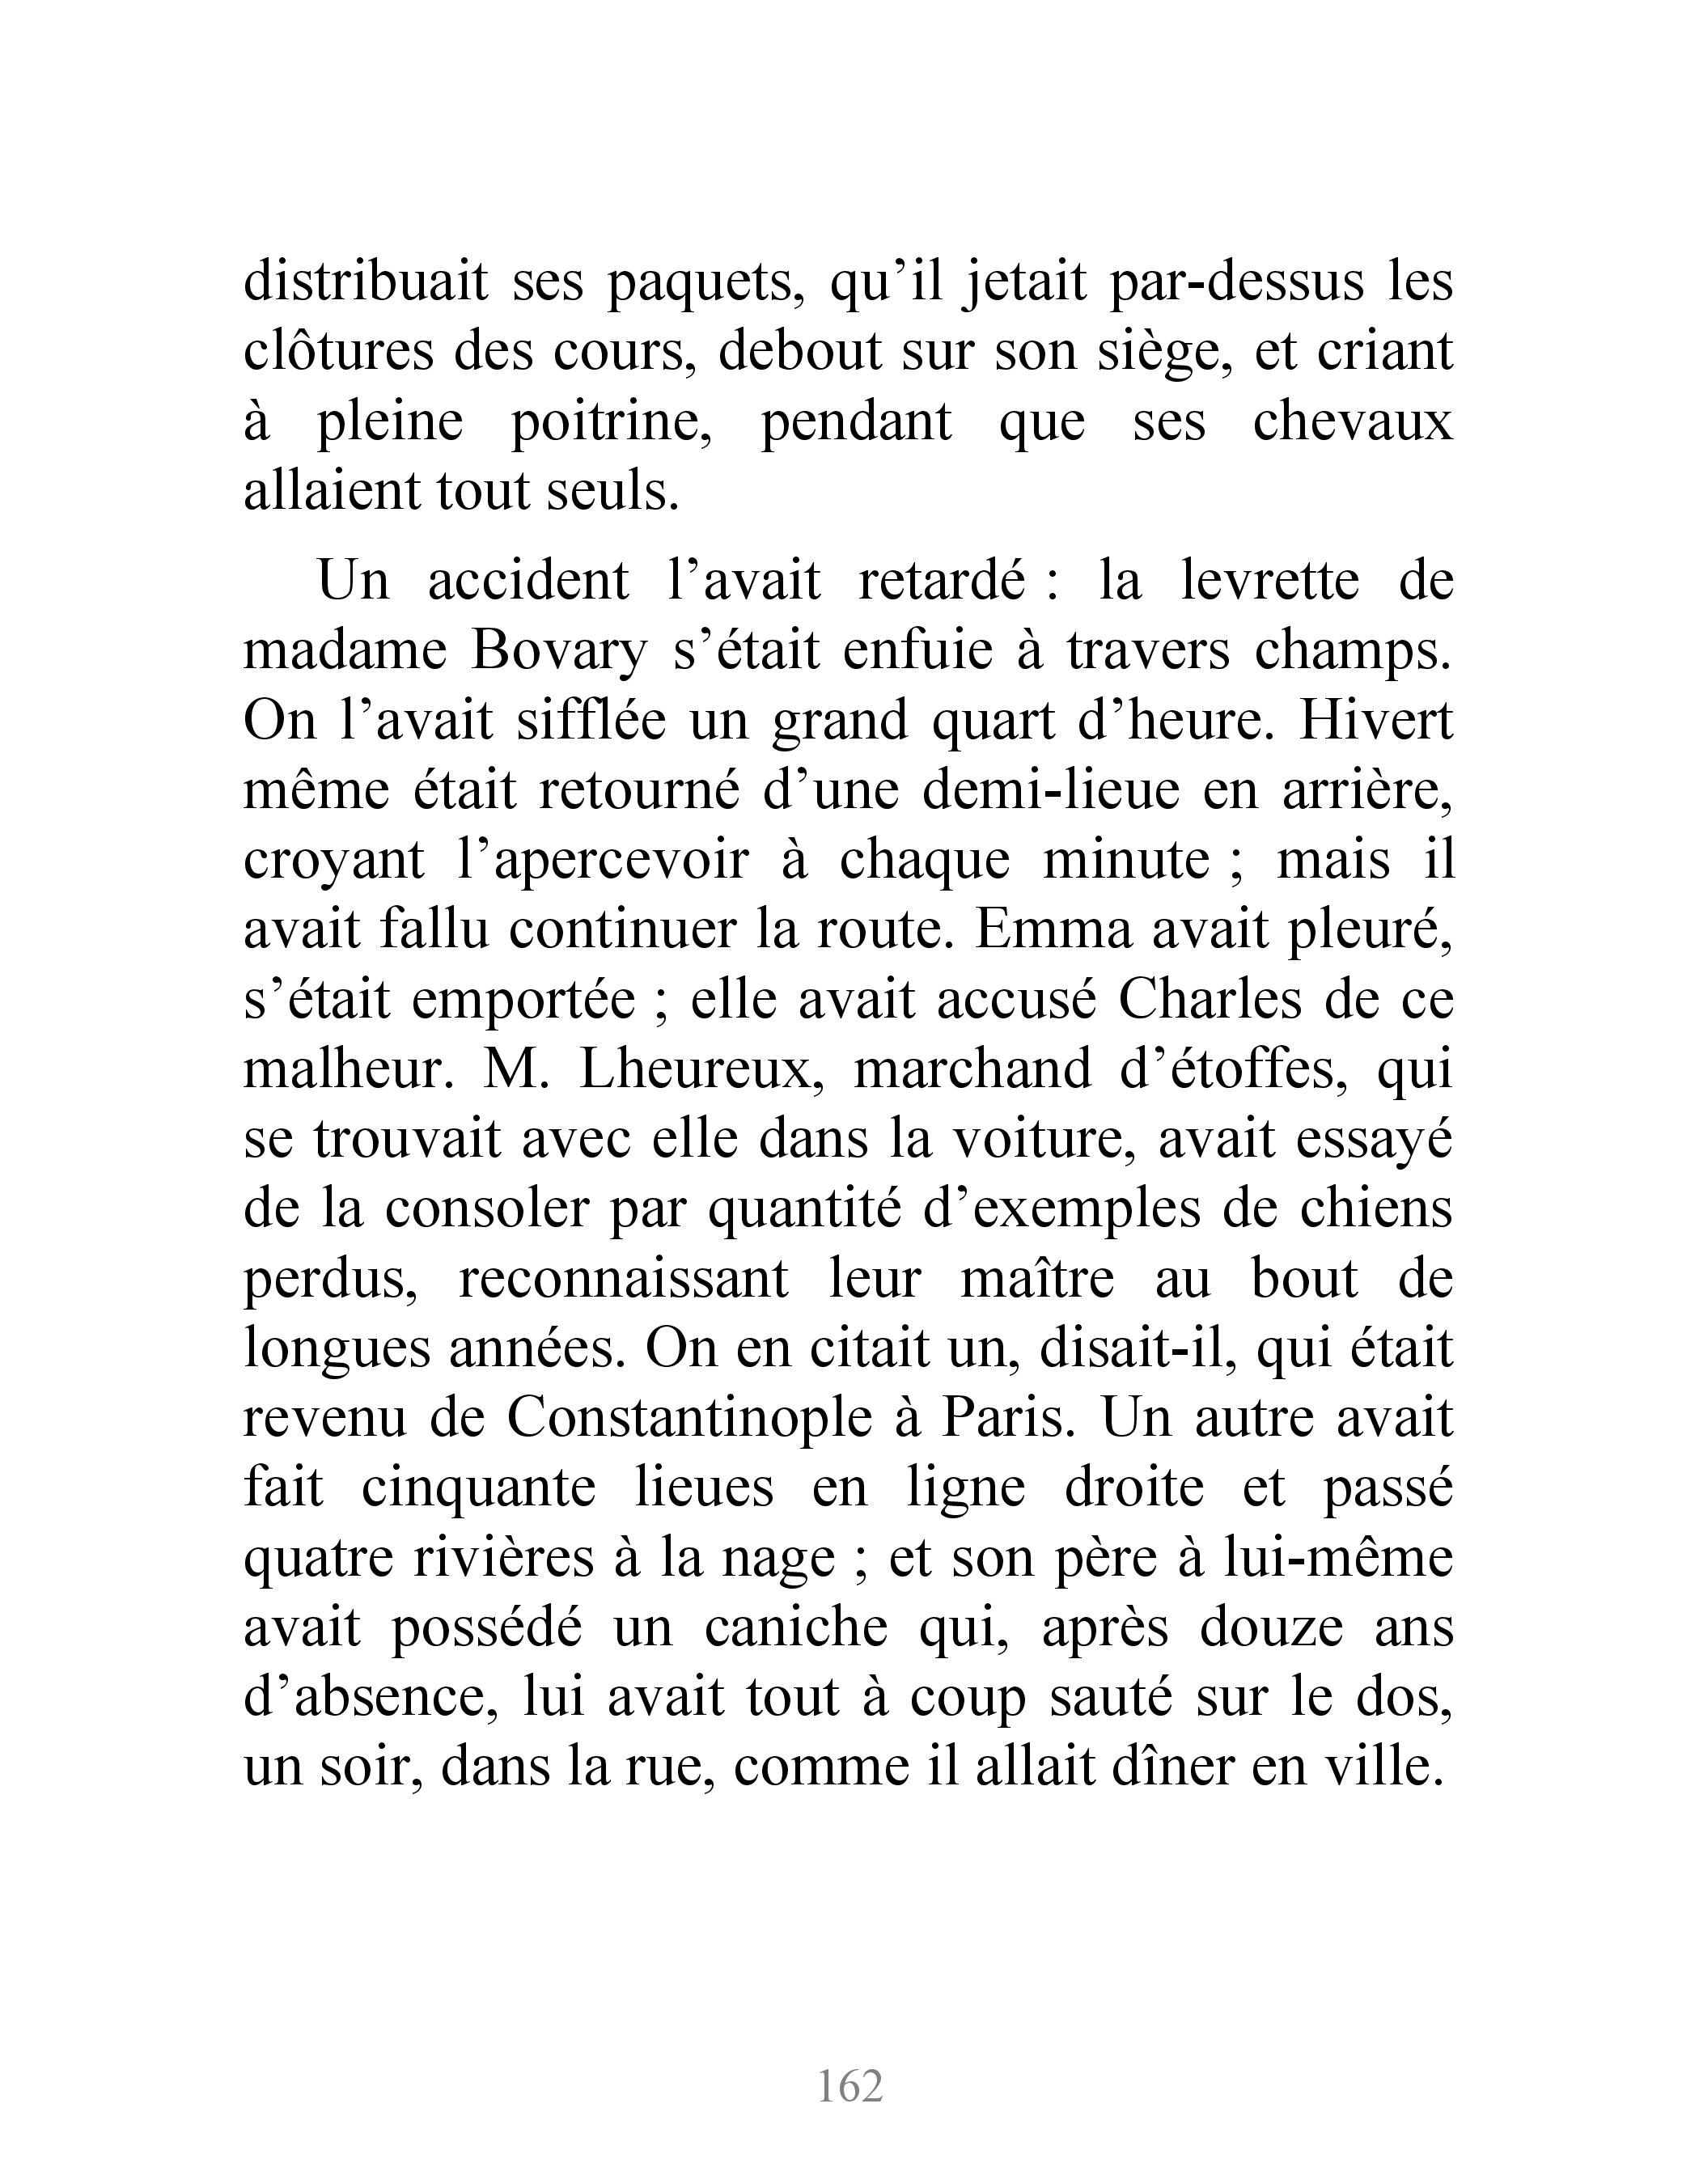 distribuait ses paquets, qu’il jetait par-dessus les
clôtures des cours, debout sur son siège, et criant
à pleine poitrine, pendant que ses chevaux
allaient tout seuls.
Un accident l’avait retardé : la levrette de
madame Bovary s’était enfuie à travers champs.
On l’avait sifflée un grand quart d’heure. Hivert
même était retourné d’une demi-lieue en arrière,
croyant l’apercevoir à chaque minute ; mais il
avait fallu continuer la route. Emma avait pleuré,
s’était emportée ; elle avait accusé Charles de ce
malheur. M. Lheureux, marchand d’étoffes, qui
se trouvait avec elle dans la voiture, avait essayé
de la consoler par quantité d’exemples de chiens
perdus, reconnaissant leur maître au bout de
longues années. On en citait un, disait-il, qui était
revenu de Constantinople à Paris. Un autre avait
fait cinquante lieues en ligne droite et passé
quatre rivières à la nage ; et son père à lui-même
avait possédé un caniche qui, après douze ans
d’absence, lui avait tout à coup sauté sur le dos,
un soir, dans la rue, comme il allait dîner en ville.
162